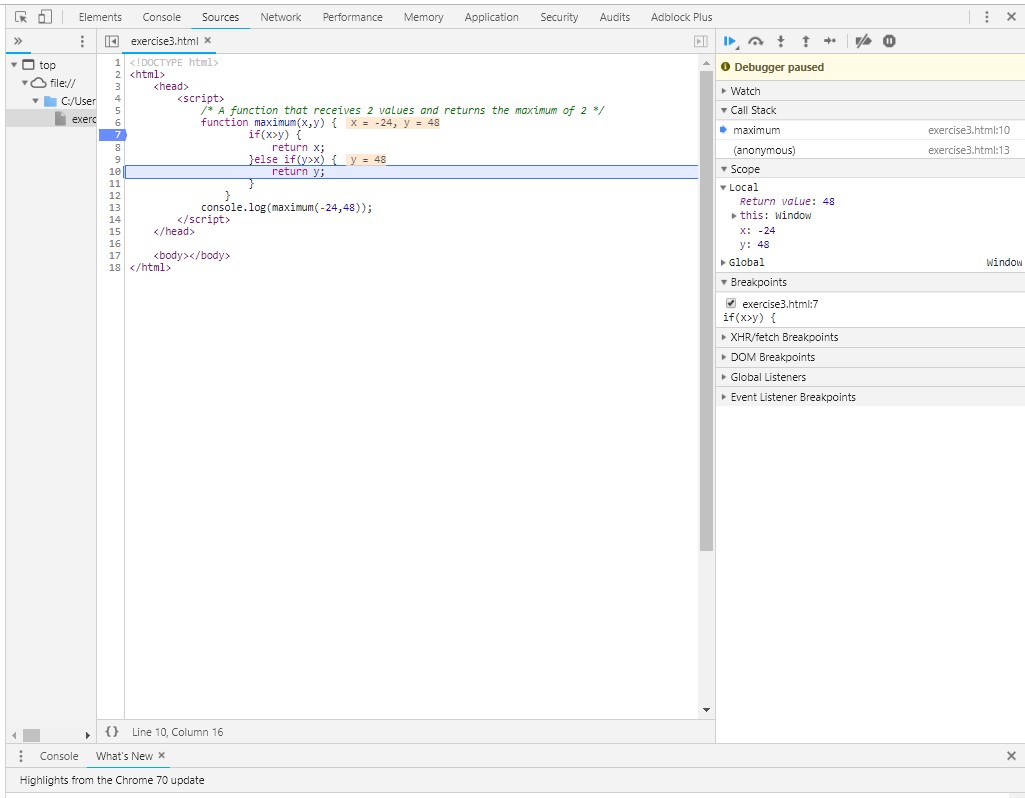 Elements Console Sources Network Performance Memory Application Security Audits Adblock Plus
» exercise3.html ×
top
file://
C:/User
exerc
1 <!DOCTYPE html>
2 <html>
3 <head>
4 <script>
5 /* A function that receives 2 values and returns the maximum of 2 */
6 function maximum(x,y) { x = -24, y = 48
7 if(x>y) {
8 return x;
9 }else if(y>x) { y = 48
10 return y;
11 }
12 }
13 console.log(maximum(-24,48));
14 </script>
15 </head>
16
17 <body></body>
18 </html>
{} Line 10, Column 16
Debugger paused
Watch
Call Stack
maximum exercise3.html:10
(anonymous) exercise3.html:13
Scope
Local
Return value: 48
this: Window
x: -24
y: 48
Global Window
Breakpoints
exercise3.html:7
if(x>y) {
XHR/fetch Breakpoints
DOM Breakpoints
Global Listeners
Event Listener Breakpoints
Console What's New ×
Highlights from the Chrome 70 update